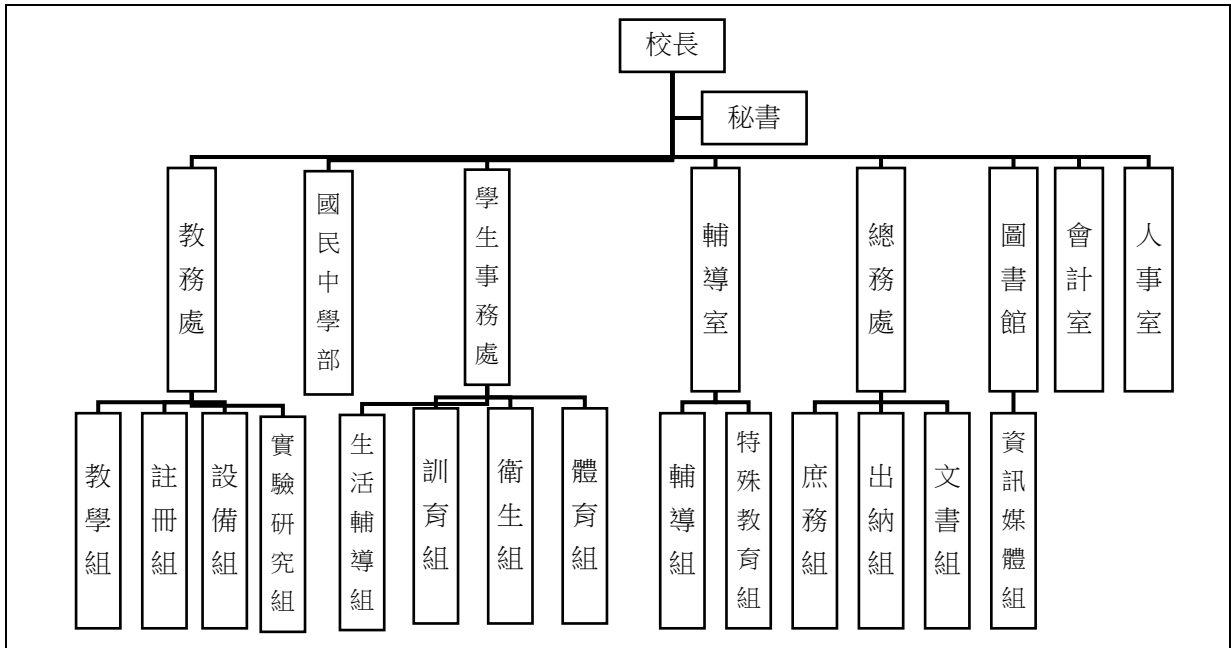 校長
秘書
教務處
國民中學部
學生事務處
輔導室
總務處
圖書館
會計室
人事室
教學組
註冊組
設備組
實驗研究組
生活輔導組
訓育組
衛生組
體育組
輔導組
特殊教育組
庶務組
出納組
文書組
資訊媒體組